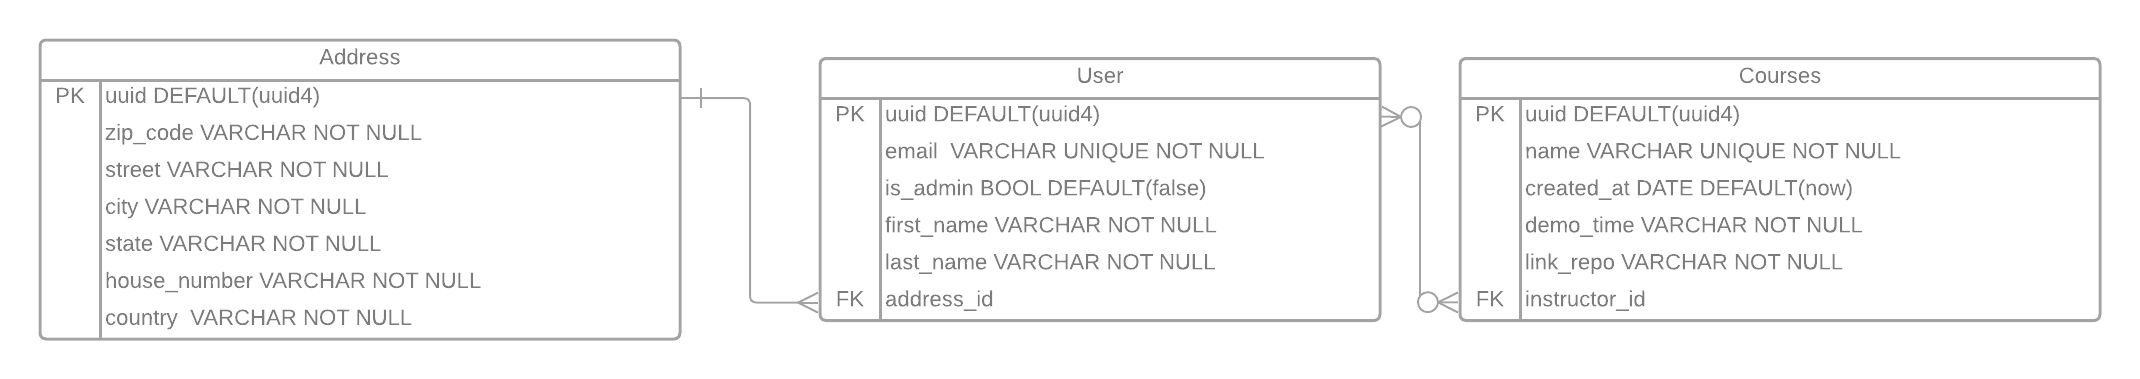 Address
PK uuid DEFAULT(uuid4)
zip_code VARCHAR NOT NULL
street VARCHAR NOT NULL
city VARCHAR NOT NULL
state VARCHAR NOT NULL
house_number VARCHAR NOT NULL
country  VARCHAR NOT NULL
User
PK uuid DEFAULT(uuid4)
email  VARCHAR UNIQUE NOT NULL
is_admin BOOL DEFAULT(false)
first_name VARCHAR NOT NULL
last_name VARCHAR NOT NULL
FK address_id
Courses
PK uuid DEFAULT(uuid4)
name VARCHAR UNIQUE NOT NULL
created_at DATE DEFAULT(now)
demo_time VARCHAR NOT NULL
link_repo VARCHAR NOT NULL
FK instructor_id